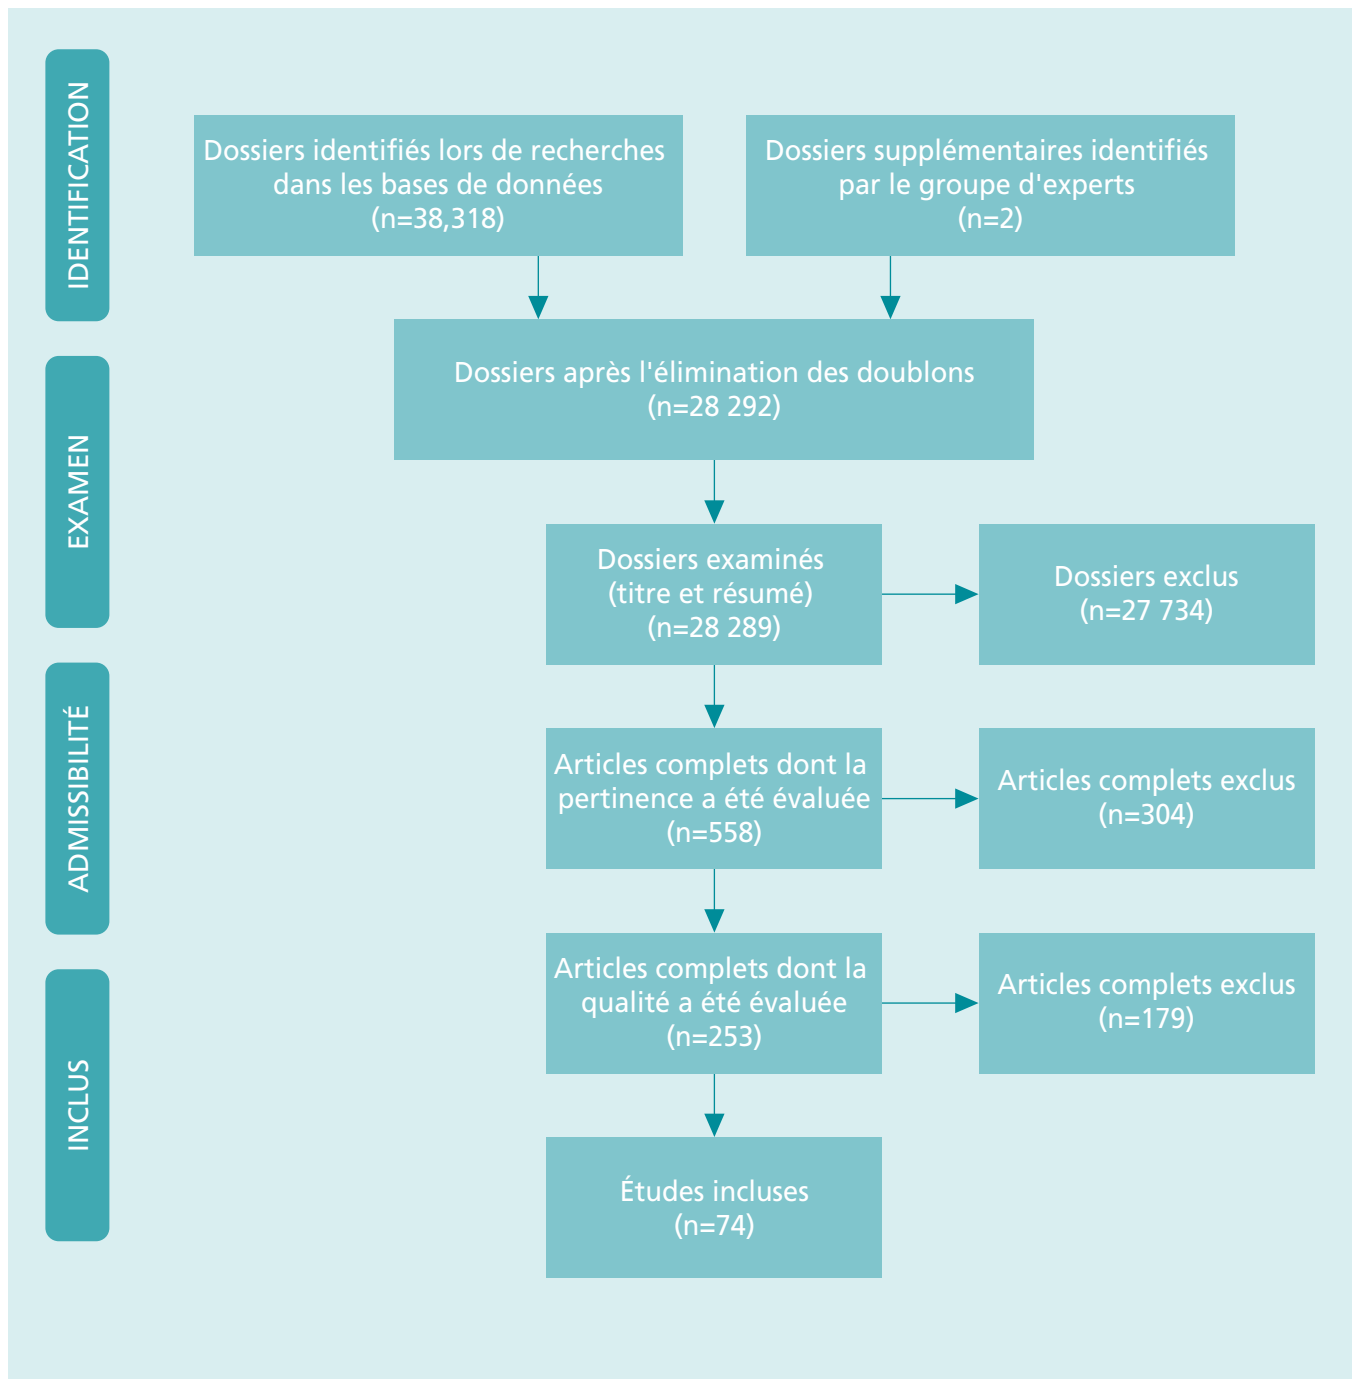 IDENTIFICATION
Dossiers identifiés lors de recherches
dans les bases de données
(n=38,318)
Dossiers supplémentaires identifiés
par le groupe d'experts
(n=2)
EXAMEN
Dossiers après l'élimination des doublons
(n=28 292)
Dossiers examinés
(titre et résumé)
(n=28 289)
Dossiers exclus
(n=27 734)
ADMISSIBILITÉ
Articles complets dont la
pertinence a été évaluée
(n=558)
Articles complets exclus
(n=304)
Articles complets dont la
qualité a été évaluée
(n=253)
Articles complets exclus
(n=179)
INCLUS
Études incluses
(n=74)